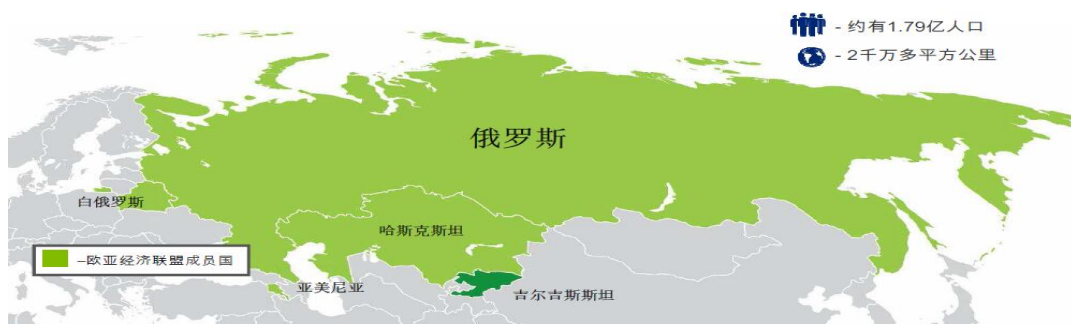 - 约有1.79亿人口
- 2千万多平方公里
俄罗斯
白俄罗斯
哈斯克斯坦
–欧亚经济联盟成员国
亚美尼亚
吉尔吉斯斯坦